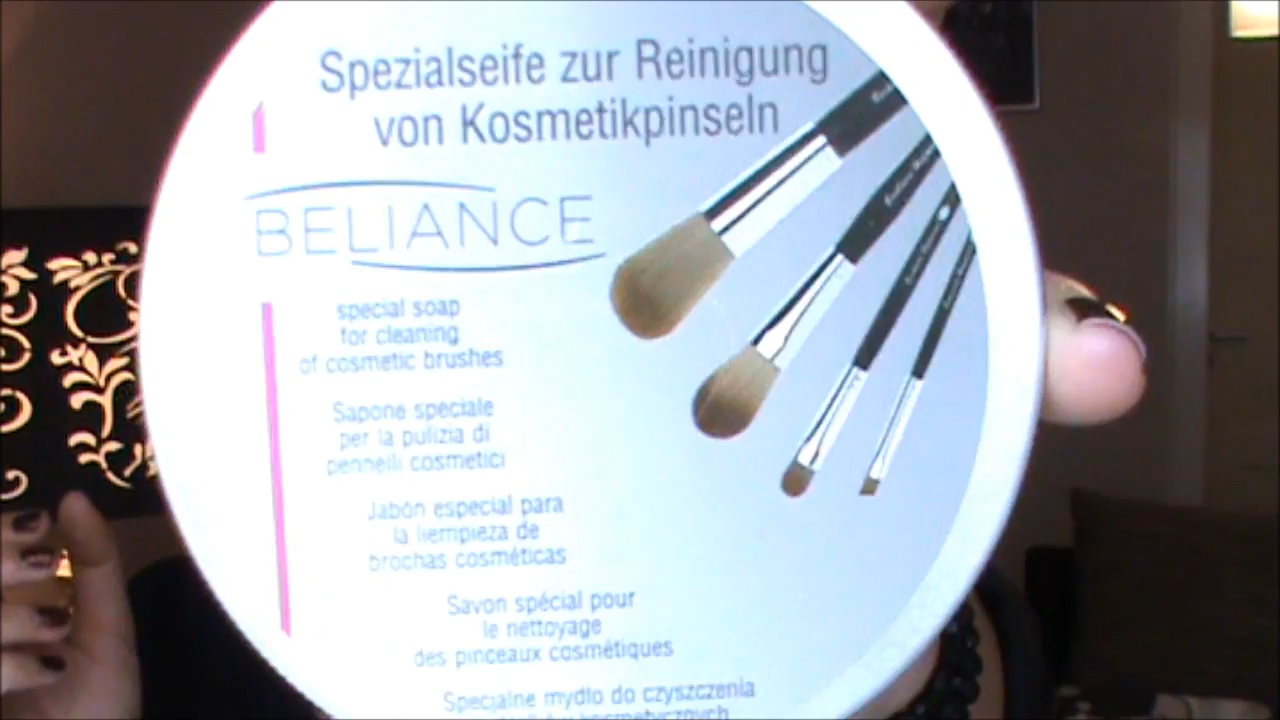 Spezialseife zur Reinigung
von Kosmetikpinseln
BELIANCE
special soap
for cleaning
of cosmetic brushes
Sapone speciale
per la pulizia di
pennelli cosmetici
Jabón especial para
la liempieza de
brochas cosméticas
Savon spécial pour
le nettoyage
des pinceaux cosmétiques
Specjalne mydło do czyszczenia
kosmetycznych